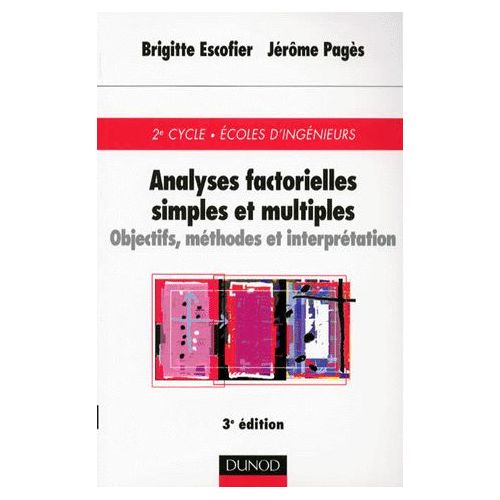 Brigitte Escofier Jérôme Pagès
2e CYCLE • ÉCOLES D'INGÉNIEURS
Analyses factorielles
simples et multiples
Objectifs, méthodes et interprétation
3e édition
DUNOD